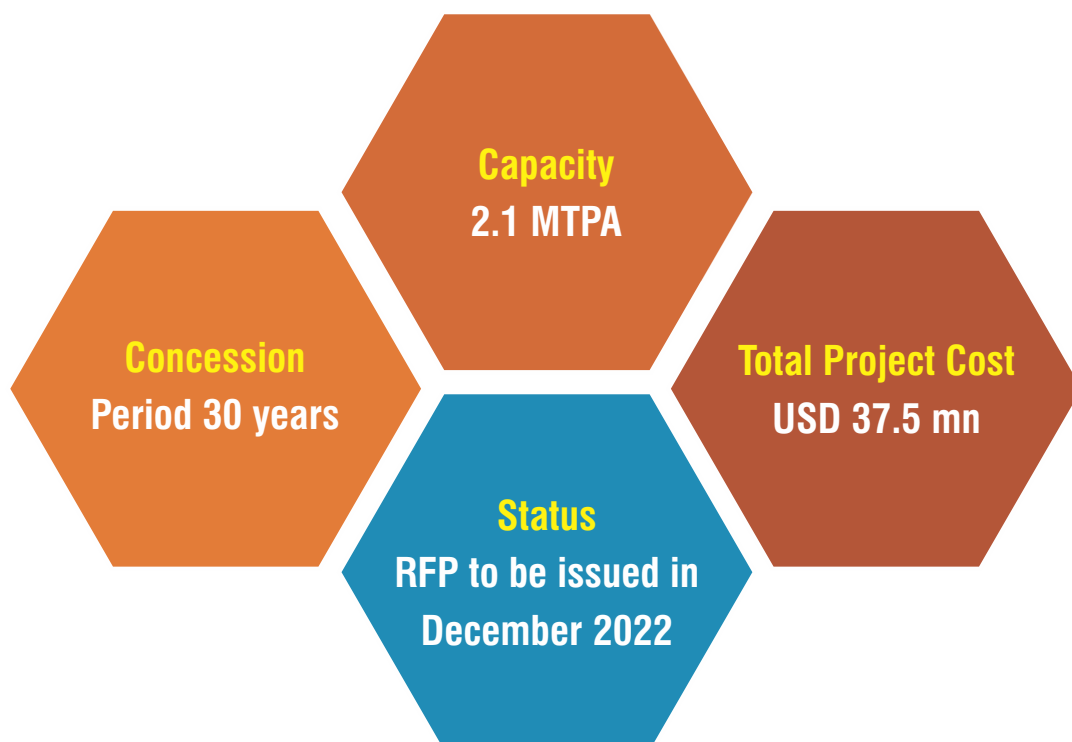 Capacity
2.1 MTPA
Concession
Period 30 years
Total Project Cost
USD 37.5 mn
Status
RFP to be issued in
December 2022